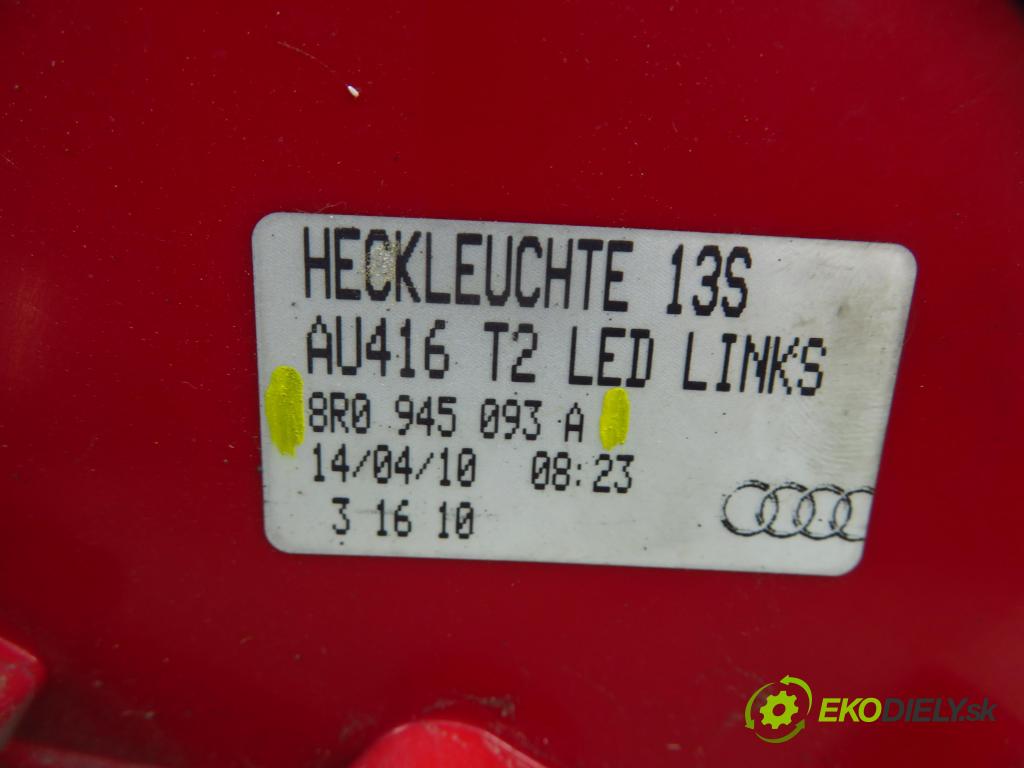 HECKLEUCHTE 13S
AU416 T2 LED LINKS
8R0 945 093 A
14/04/10 08:23
3 16 10
EKODIELY.sk